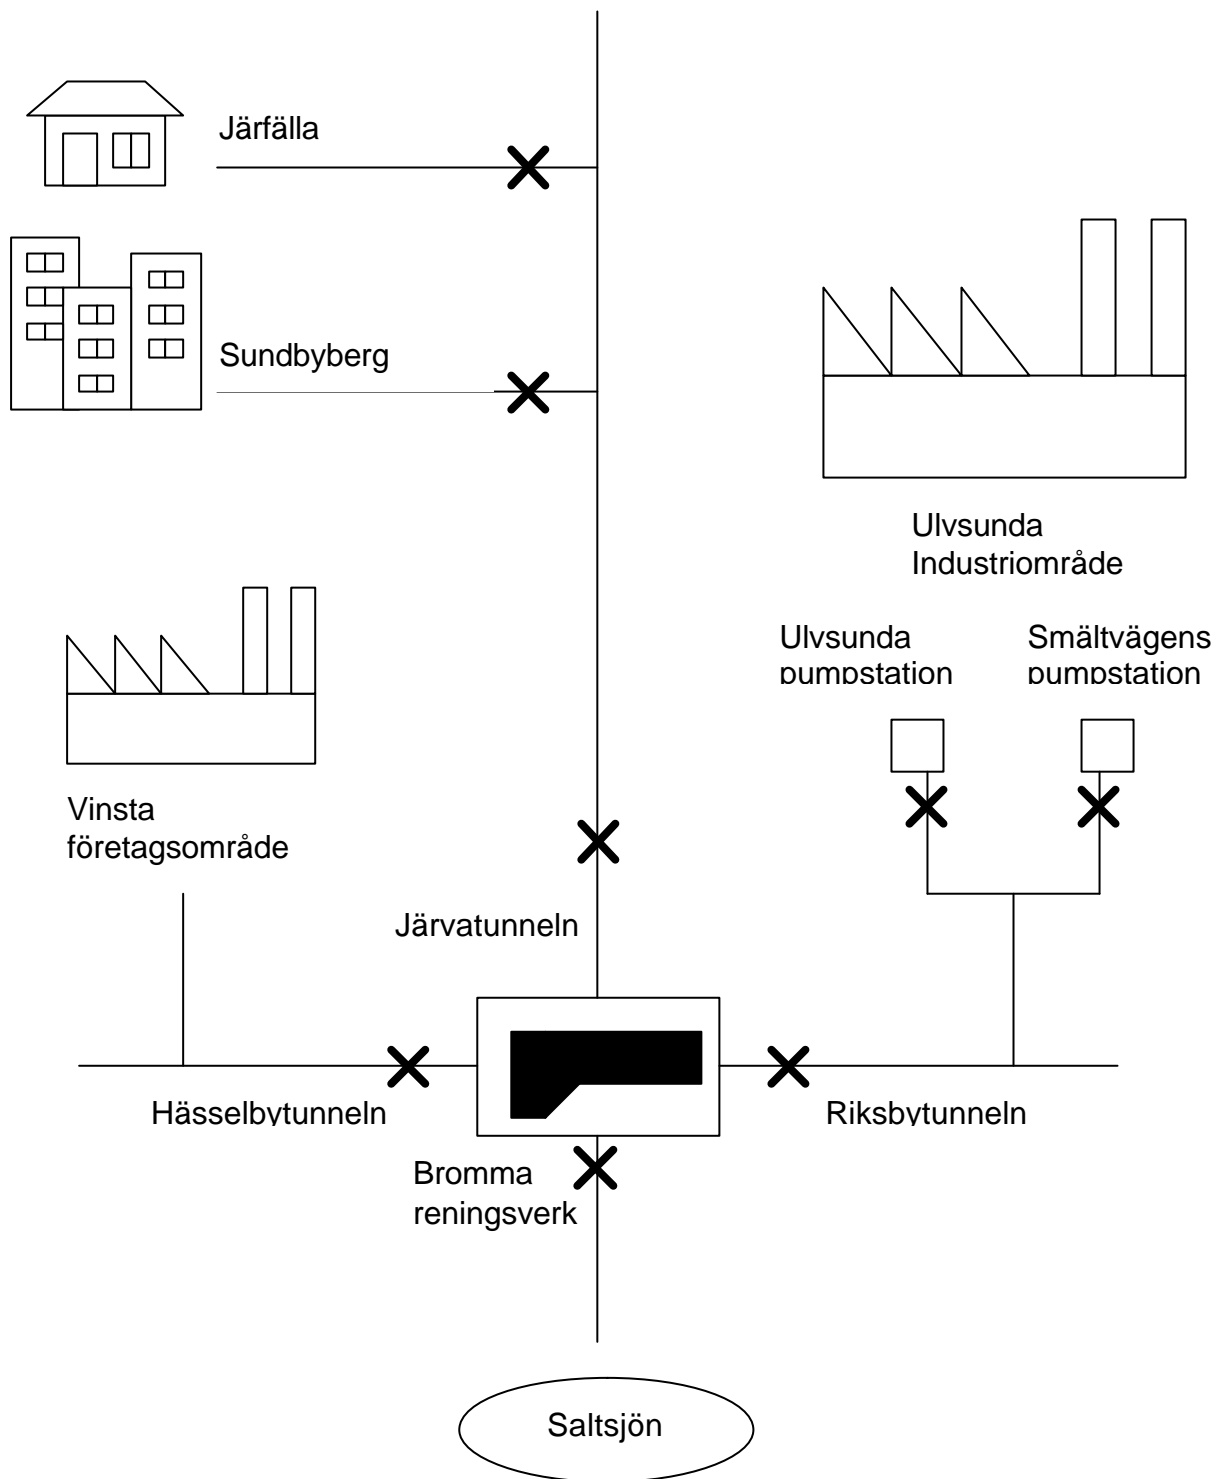 Järfälla
Sundbyberg
Ulvsunda
Industriområde
Ulvsunda
pumpstation
Smältvägens
pumpstation
Vinsta
företagsområde
Järvatunneln
Hässelbytunneln
Riksbytunneln
Bromma
reningsverk
Saltsjön